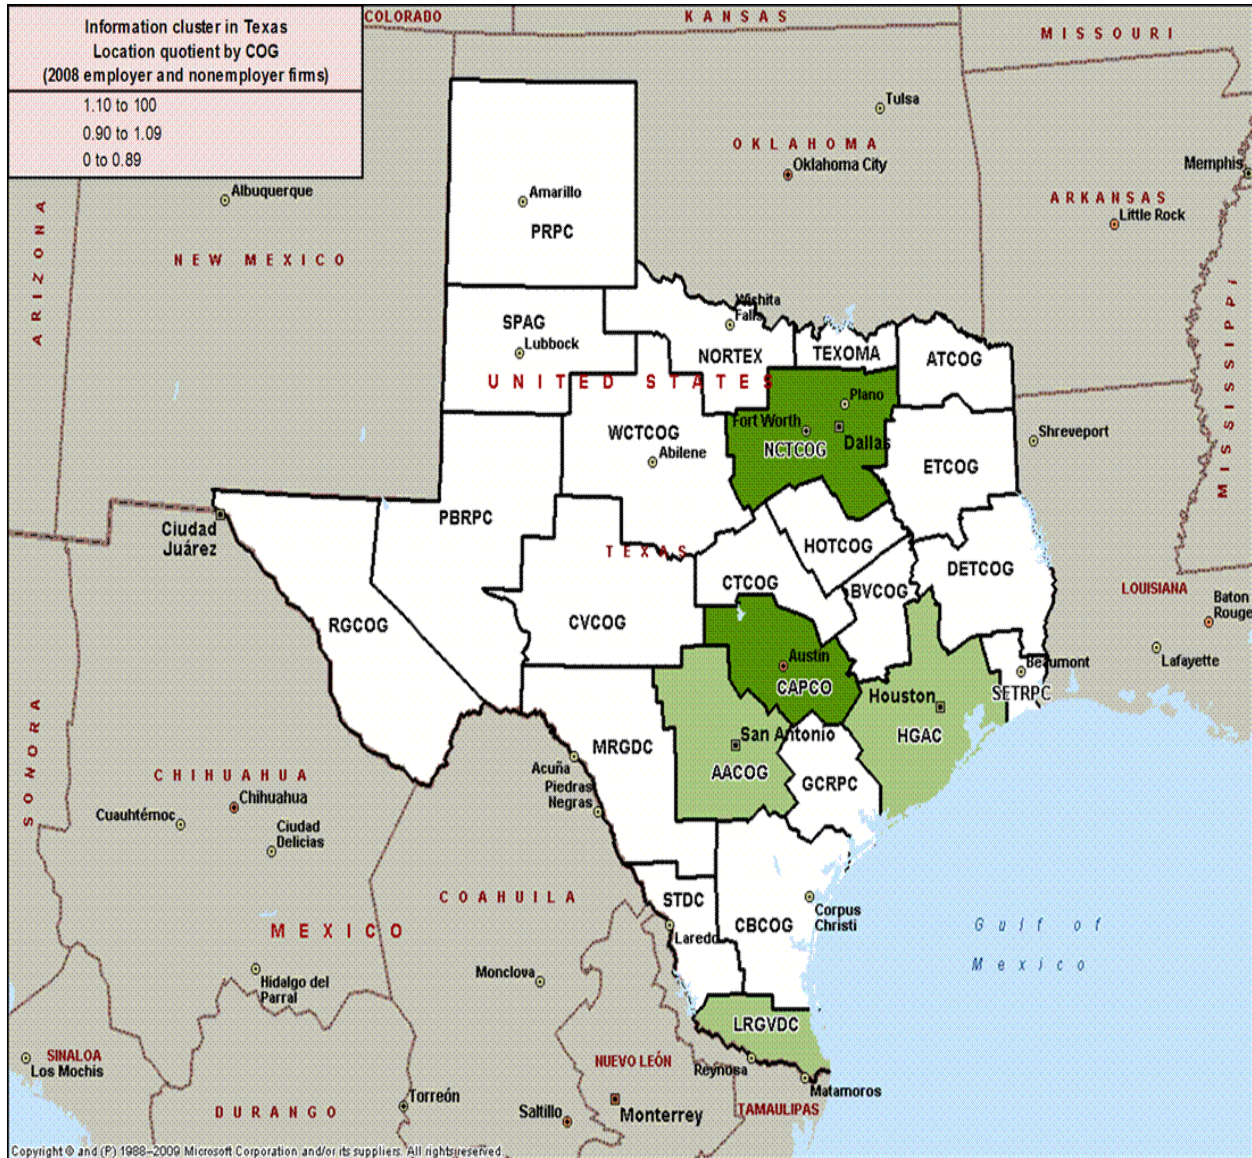 Information cluster in Texas
Location quotient by COG
(2008 employer and nonemployer firms)
1.10 to 100
0.90 to 1.09
0 to 0.89
COLORADO
KANSAS
MISSOURI
Tulsa
OKLAHOMA
Oklahoma City
Memphis
ARKANSAS
Little Rock
Albuquerque
Amarillo
PRPC
ARIZONA
NEW MEXICO
MISSISSIPPI
Wichita
Falls
SPAG
Lubbock
NORTEX
TEXOMA
ATCOG
UNITED STATES
Plano
Fort Worth
Dallas
NCTCOG
WCTCOG
Abilene
Shreveport
ETCOG
PBRPC
Ciudad
Juárez
HOTCOG
TEXAS
DETCOG
CTCOG
BVCOG
LOUISIANA
Baton
Rouge
RGCOG
CVCOG
Lafayette
Austin
CAPCO
Beaumont
SETRPC
Houston
HGAC
SONORA
MRGDC
San Antonio
AACOG
GCRPC
Acuña
Piedras
Negras
CHIHUAHUA
Chihuahua
Cuauhtémoc
Ciudad
Delicias
COAHUILA
STDC
Laredo
CBCOG
Corpus
Christi
Gulf of
Mexico
MEXICO
Hidalgo del
Parral
Monclova
LRGVDC
SINALOA
Los Mochis
NUEVO LEÓN
Reynosa
Matamoros
DURANGO
Torreón
Saltillo
Monterrey
TAMAULIPAS
Copyright © and (P) 1988–2009 Microsoft Corporation and/or its suppliers. All rights reserved.